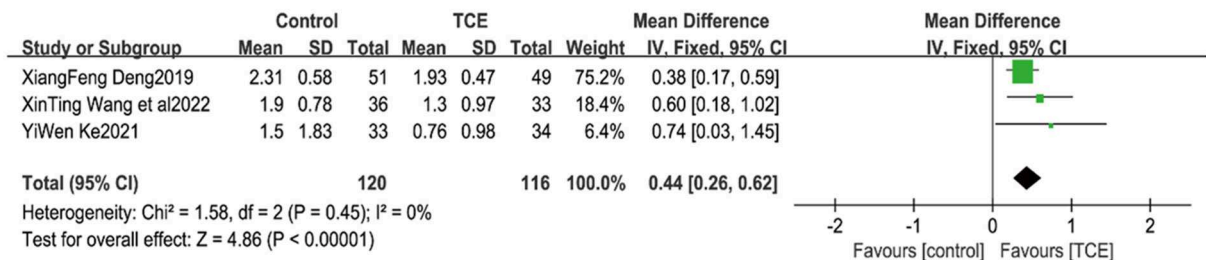 Control TCE Mean Difference Mean Difference
Study or Subgroup Mean SD Total Mean SD Total Weight IV, Fixed, 95% CI IV, Fixed, 95% CI
XiangFeng Deng2019 2.31 0.58 51 1.93 0.47 49 75.2% 0.38 [0.17, 0.59]
XinTing Wang et al2022 1.9 0.78 36 1.3 0.97 33 18.4% 0.60 [0.18, 1.02]
YiWen Ke2021 1.5 1.83 33 0.76 0.98 34 6.4% 0.74 [0.03, 1.45]
Total (95% CI) 120 116 100.0% 0.44 [0.26, 0.62]
Heterogeneity: Chi² = 1.58, df = 2 (P = 0.45); I² = 0%
Test for overall effect: Z = 4.86 (P < 0.00001)
-2 -1 0 1 2
Favours [control] Favours [TCE]